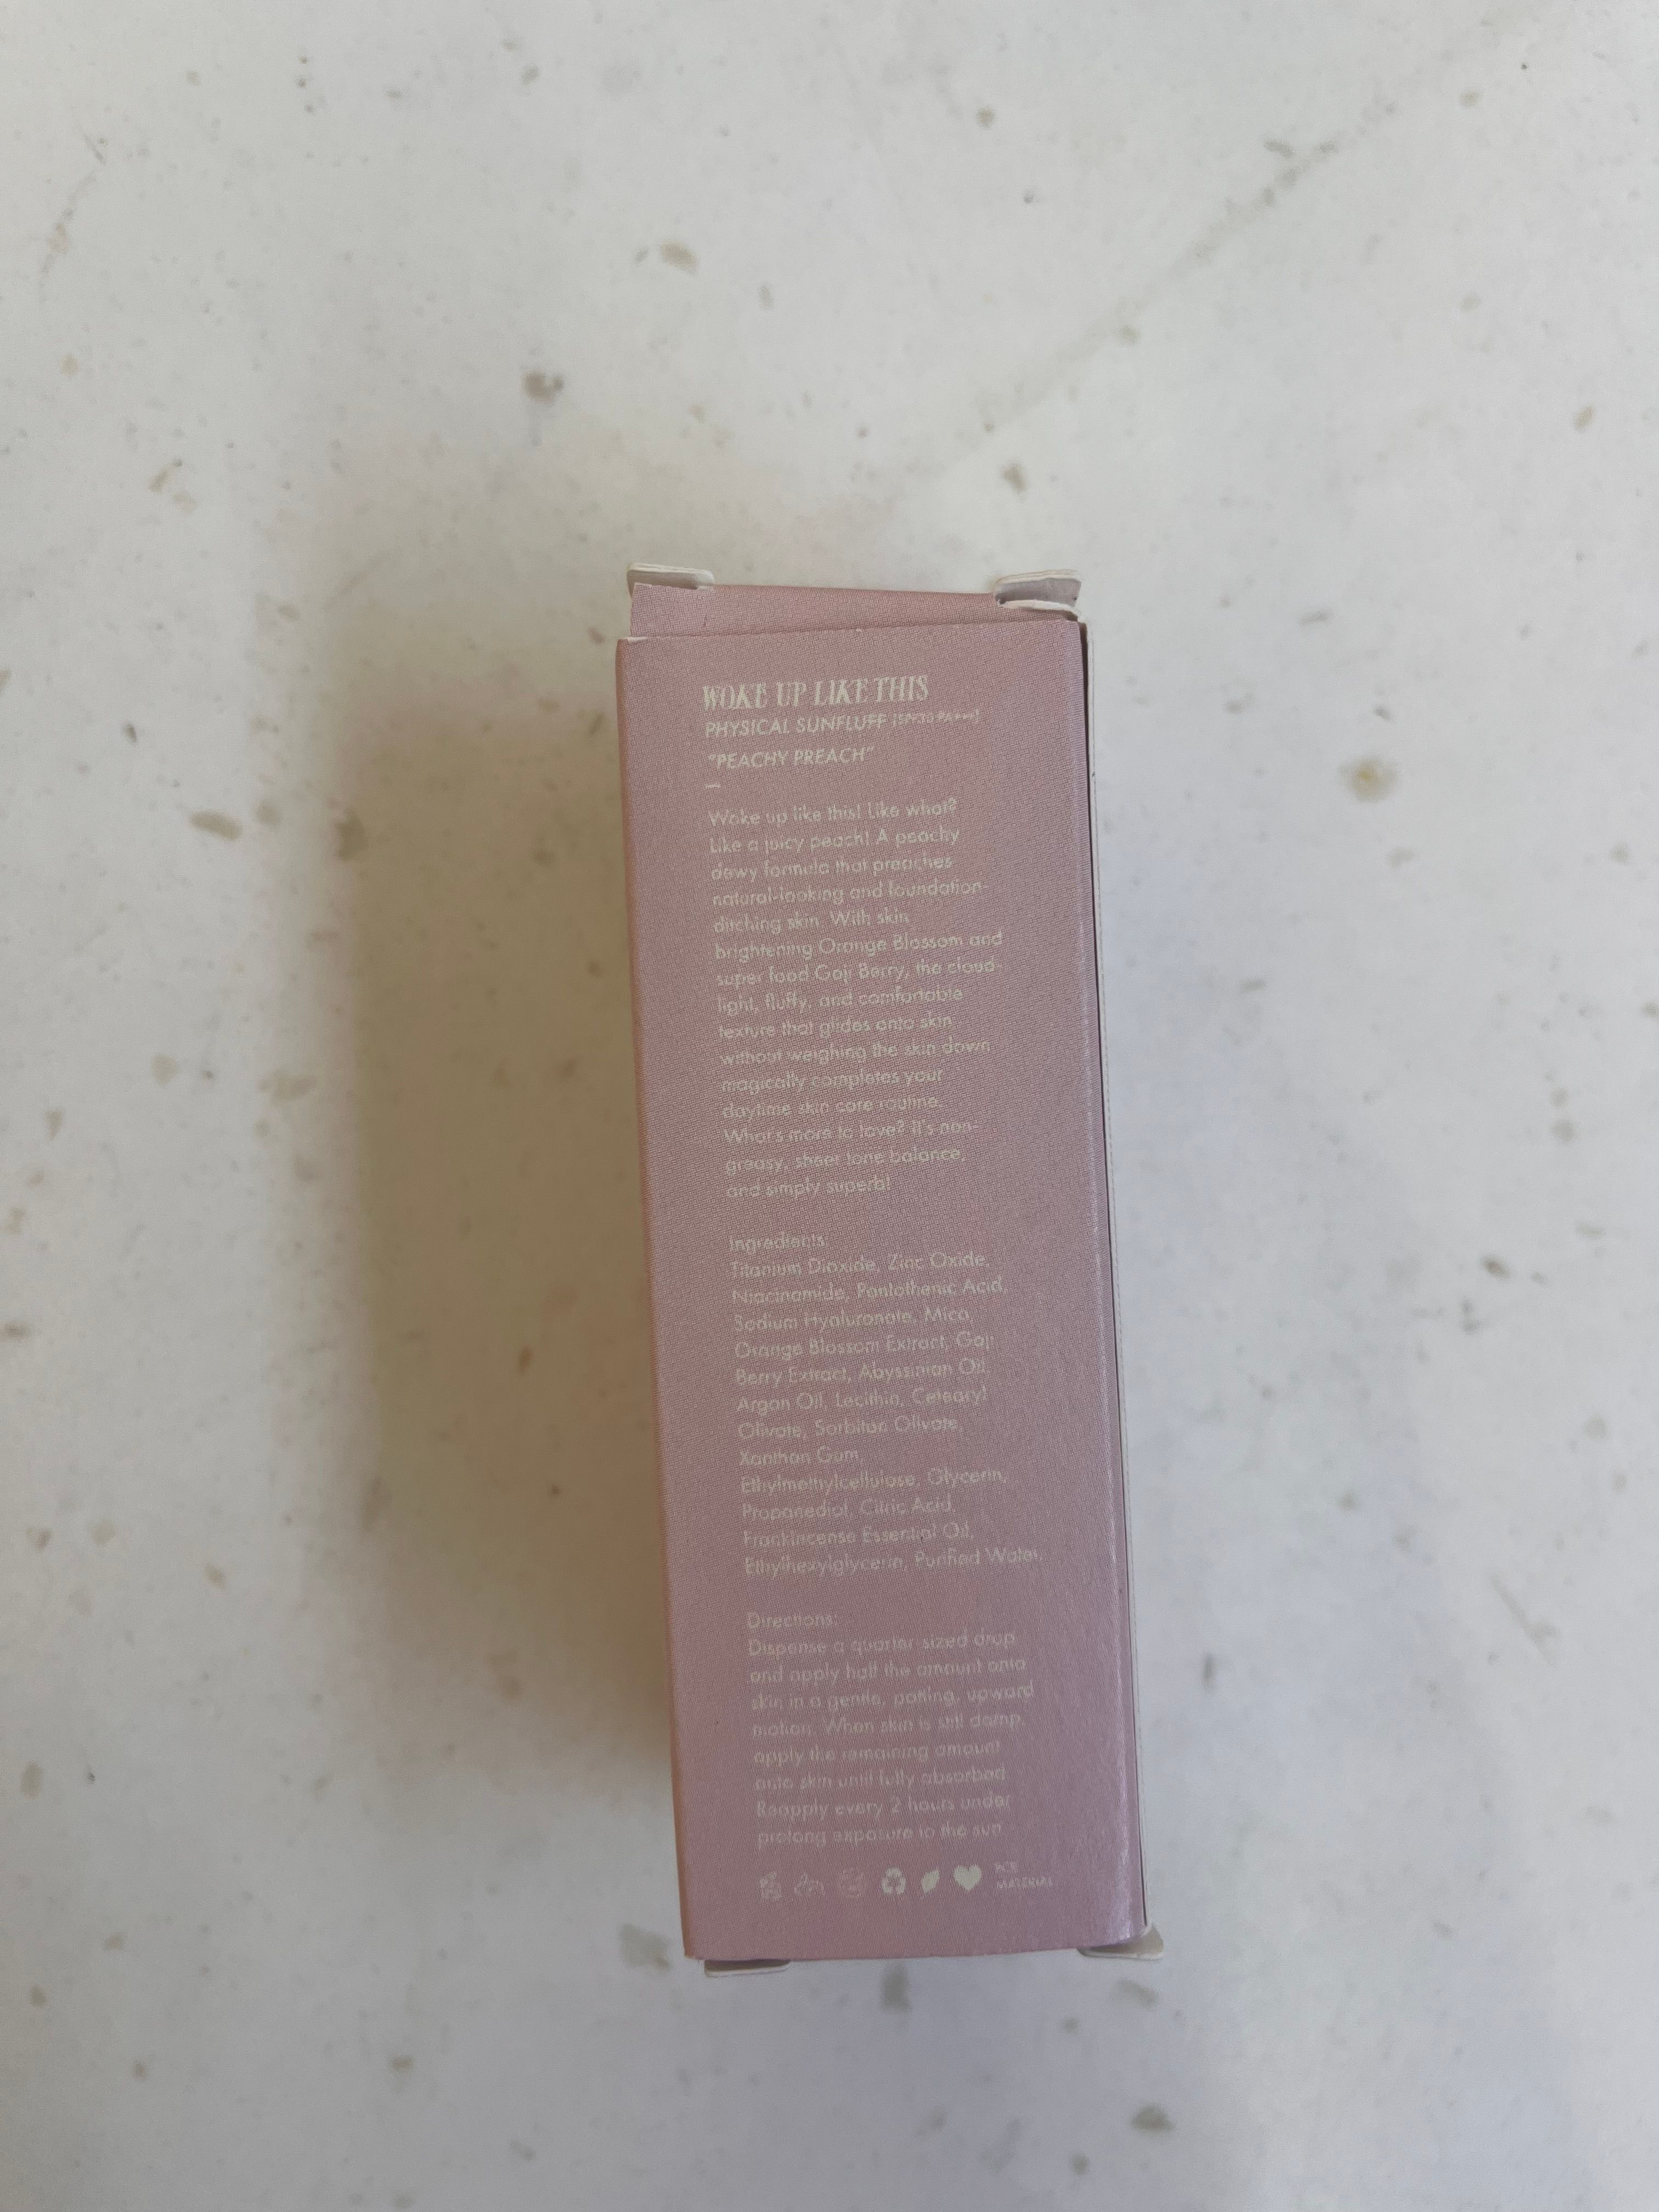 WOKE UP LIKE THIS
PHYSICAL SUNFLUFF [SPF30 PA+++]
"PEACHY PREACH"
Woke up like this! Like what?
Like a juicy peach! A peachy
dewy formula that preaches
natural-looking and foundation-
ditching skin. With skin
brightening Orange Blossom and
super food Goji Berry, the cloud-
light, fluffy, and comfortable
texture that glides onto skin
without weighing the skin down
magically completes your
daytime skin care routine.
What's more to love? It's non-
greasy, sheer tone balance,
and simply superb!
Ingredients:
Titanium Dioxide, Zinc Oxide,
Niacinamide, Pantothenic Acid,
Sodium Hyaluronate, Mica,
Orange Blossom Extract, Goji
Berry Extract, Abyssinian Oil
Argan Oil, Lecithin, Cetearyl
Olivate, Sorbitan Olivate,
Xanthan Gum,
Ethylmethylcellulose, Glycerin,
Propanediol, Citric Acid,
Frankincense Essential Oil,
Ethylhexylglycerin, Purified Water.
Directions:
Dispense a quarter sized drop
and apply half the amount onto
skin in a gentle, patting, upward
motion. When skin is still damp,
apply the remaining amount
onto skin until fully absorbed
Reapply every 2 hours under
prolong exposure to the sun
MATERIAL